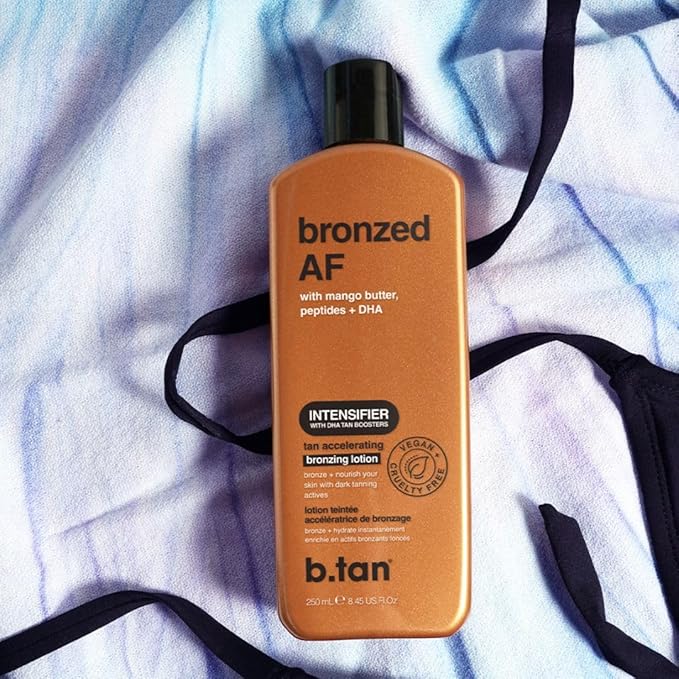 bronzed
AF
with mango butter,
peptides + DHA
INTENSIFIER
WITH DHA TAN BOOSTERS
tan accelerating
bronzing lotion
bronze + nourish your
skin with dark tanning
actives
VEGAN +
CRUELTY FREE
lotion teintée
accélératrice de bronzage
bronze + hydrate instantanement
enrichie en actifs bronzants foncés
b.tan®
250 mL ℮ 8.45 US.Fl.Oz